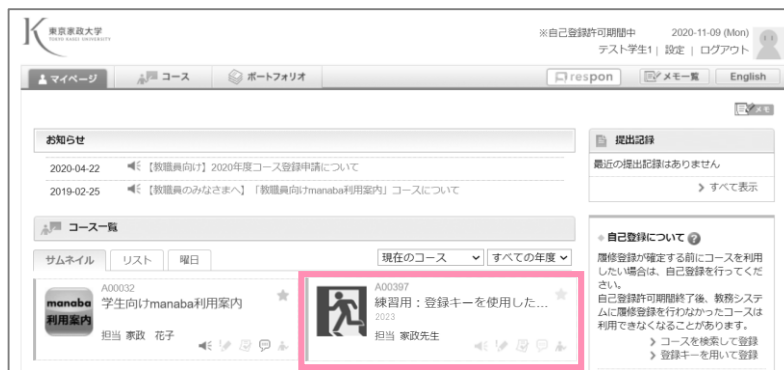 東京家政大学
TOKYO KASEI UNIVERSITY
※自己登録許可期間中 2020-11-09 (Mon)
テスト学生1 | 設定 | ログアウト
マイページ コース ポートフォリオ respon メモ一覧 English
メモ
お知らせ
2020-04-22 【教職員向け】2020年度コース登録申請について
2019-02-25 【教職員のみなさまへ】「教職員向けmanaba利用案内」コースについて
提出記録
最近の提出記録はありません
すべて表示
コース一覧
サムネイル リスト 曜日 現在のコース すべての年度
manaba
利用案内
A00032
学生向けmanaba利用案内
担当 家政 花子
A00397
練習用：登録キーを使用した...
2023
担当 家政先生
自己登録について ?
履修登録が確定する前にコースを利用
したい場合は、自己登録を行ってくだ
さい。
自己登録許可期間終了後、教務システ
ムに履修登録を行わなかったコースは
利用できなくなることがあります。
コースを検索して登録
登録キーを用いて登録